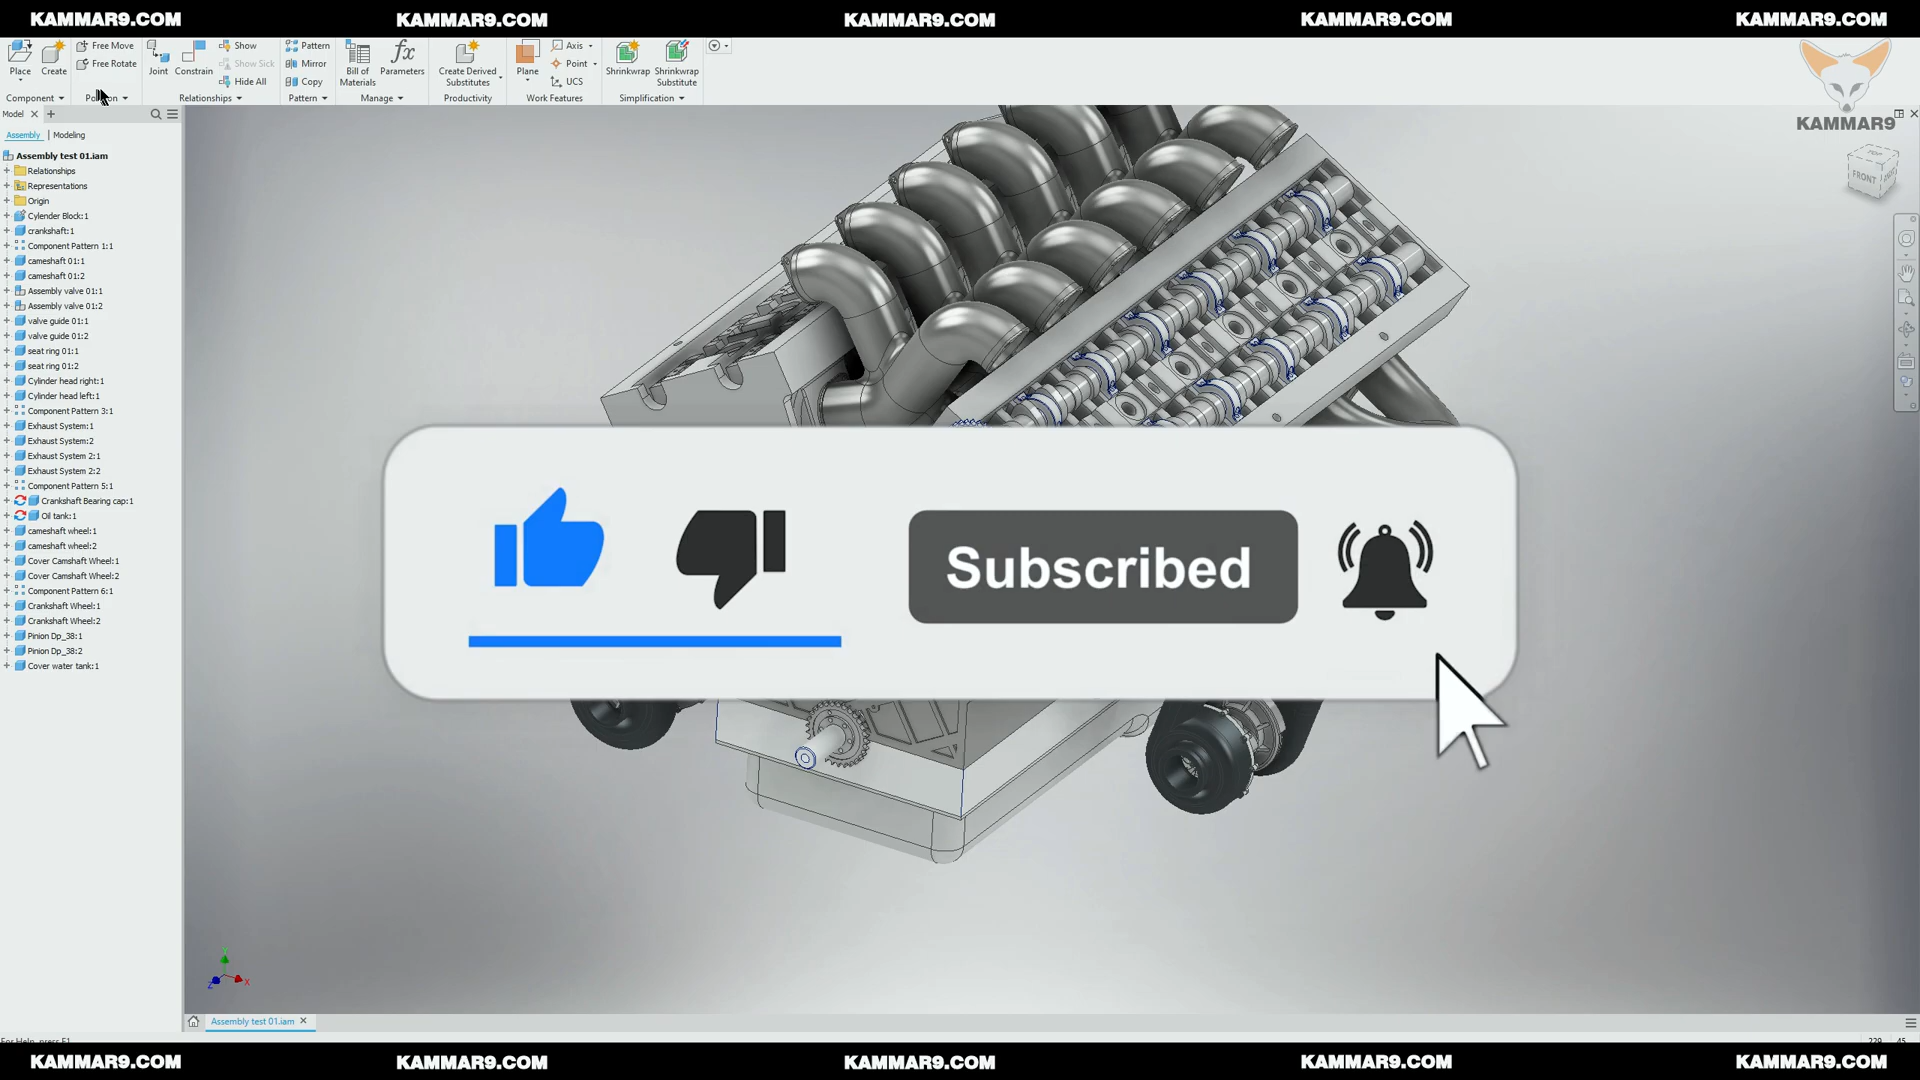 KAMMAR9.COM KAMMAR9.COM KAMMAR9.COM KAMMAR9.COM KAMMAR9.COM
Place
Create
Free Move
Free Rotate
Component
Joint
Constrain
Show
Show Sick
Hide All
Relationships
Pattern
Mirror
Copy
Pattern
Bill of
Materials
Parameters
Manage
Create Derived
Substitutes
Productivity
Plane
Axis
Point
UCS
Work Features
Shrinkwrap
Shrinkwrap
Substitute
Simplification
KAMMAR9
Model
Assembly | Modeling
Assembly test 01.iam
Relationships
Representations
Origin
Cylender Block:1
crankshaft:1
Component Pattern 1:1
cameshaft 01:1
cameshaft 01:2
Assembly valve 01:1
Assembly valve 01:2
valve guide 01:1
valve guide 01:2
seat ring 01:1
seat ring 01:2
Cylinder head right:1
Cylinder head left:1
Component Pattern 3:1
Exhaust System:1
Exhaust System:2
Exhaust System 2:1
Exhaust System 2:2
Component Pattern 5:1
Crankshaft Bearing cap:1
Oil tank:1
cameshaft wheel:1
cameshaft wheel:2
Cover Camshaft Wheel:1
Cover Camshaft Wheel:2
Component Pattern 6:1
Crankshaft Wheel:1
Crankshaft Wheel:2
Pinion Dp_38:1
Pinion Dp_38:2
Cover water tank:1
TOP
FRONT
Subscribed
Y
X
Z
Assembly test 01.iam
For Help, press F1
229 45
KAMMAR9.COM KAMMAR9.COM KAMMAR9.COM KAMMAR9.COM KAMMAR9.COM